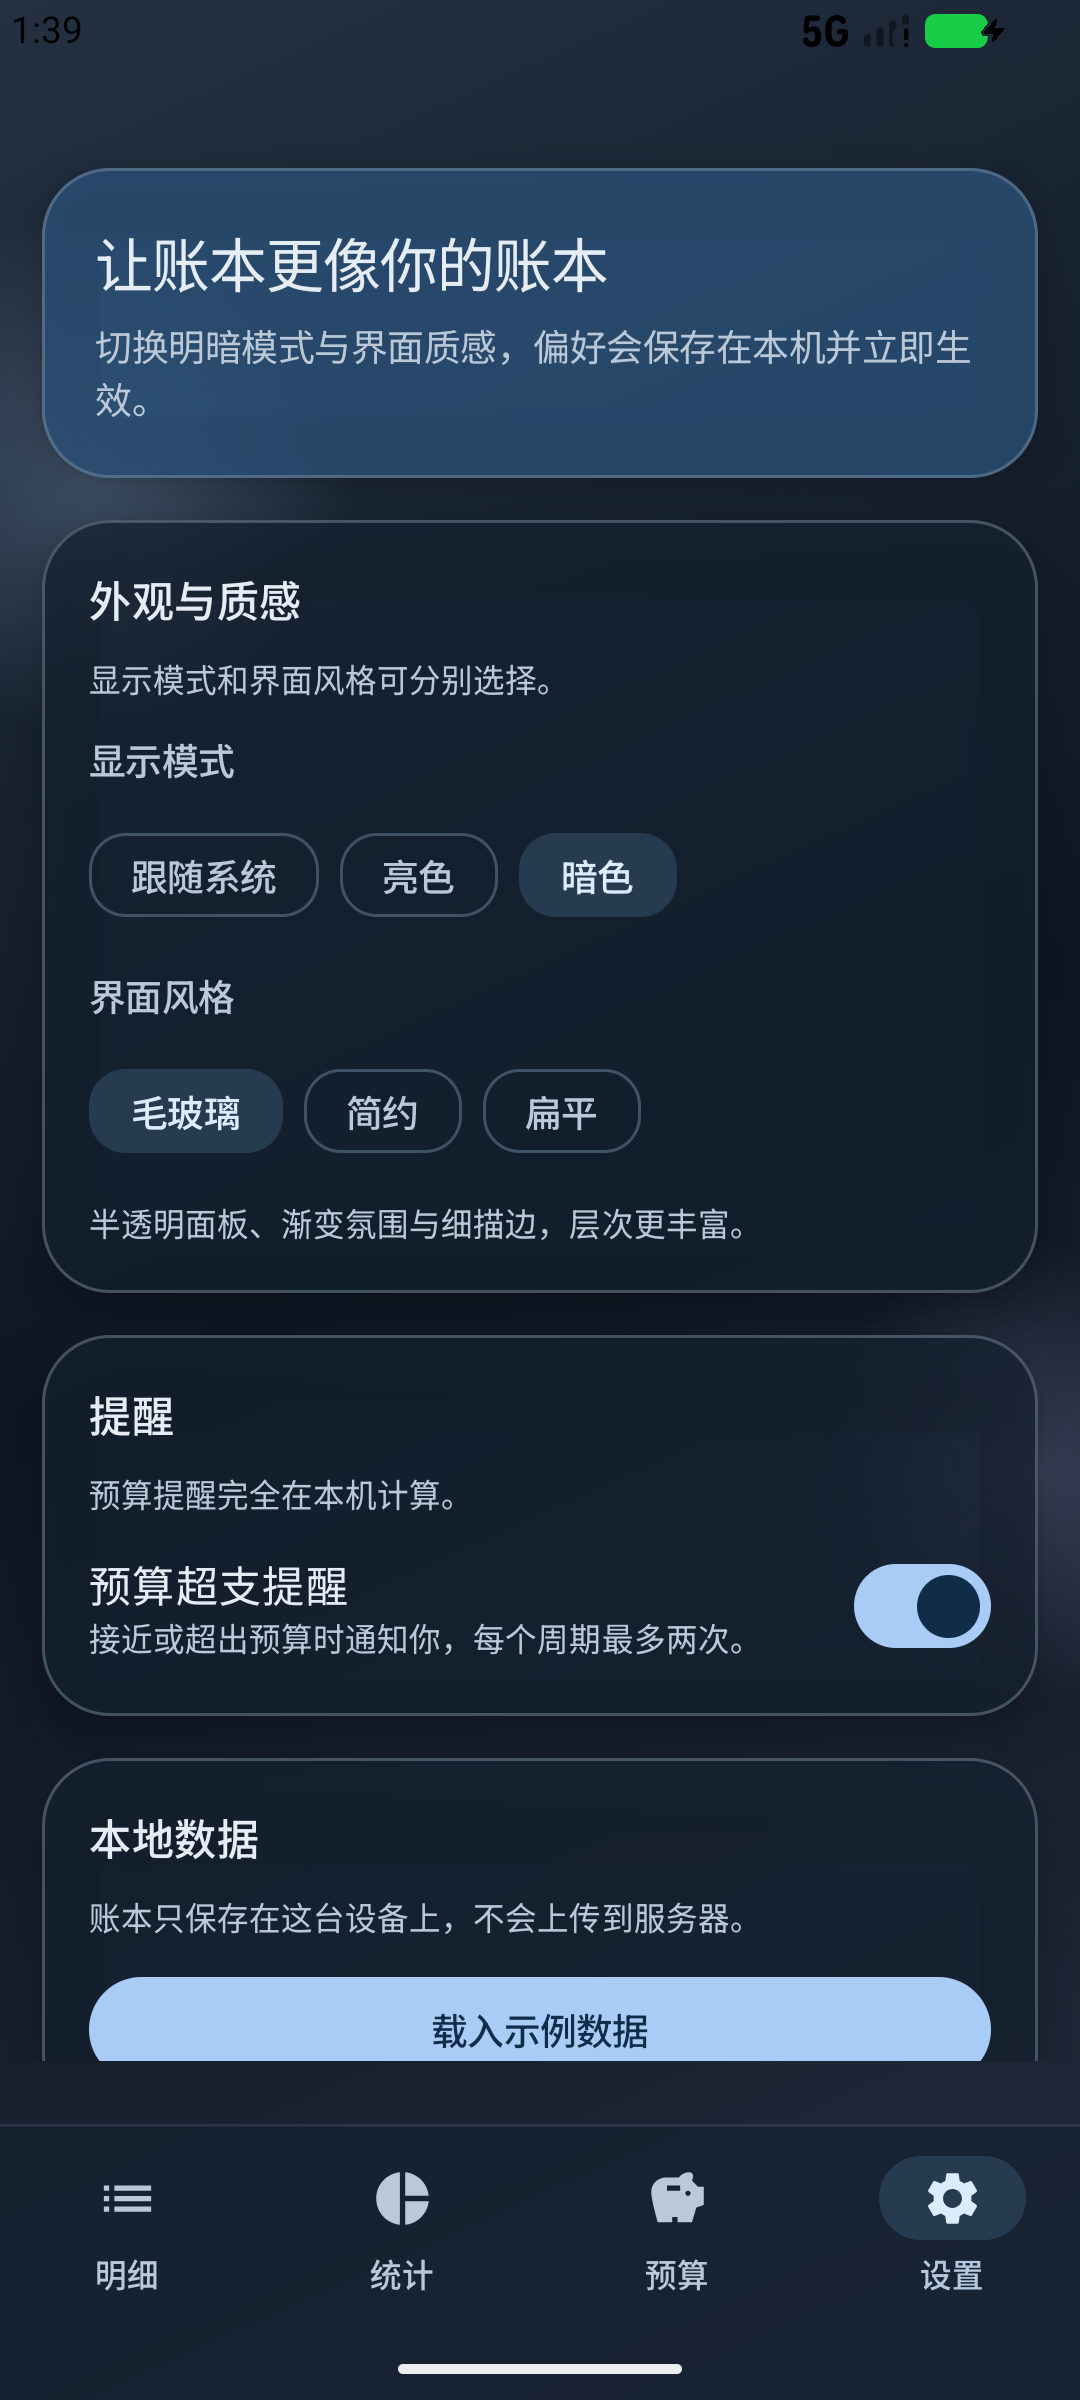 1:39
5G
让账本更像你的账本
切换明暗模式与界面质感，偏好会保存在本机并立即生
效。
外观与质感
显示模式和界面风格可分别选择。
显示模式
跟随系统
亮色
暗色
界面风格
毛玻璃
简约
扁平
半透明面板、渐变氛围与细描边，层次更丰富。
提醒
预算提醒完全在本机计算。
预算超支提醒
接近或超出预算时通知你，每个周期最多两次。
本地数据
账本只保存在这台设备上，不会上传到服务器。
载入示例数据
明细
统计
预算
设置